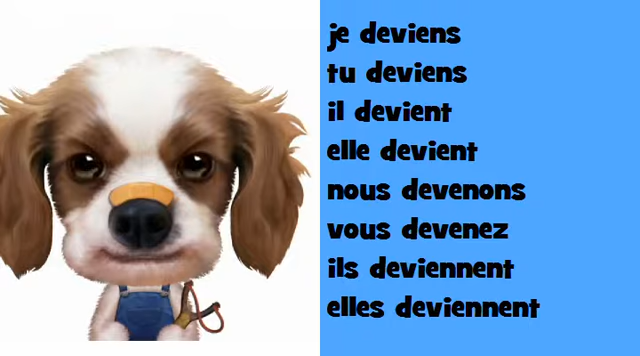 je deviens
tu deviens
il devient
elle devient
nous devenons
vous devenez
ils deviennent
elles deviennent